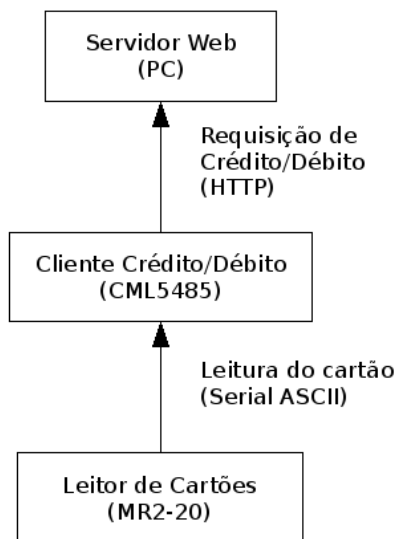 Servidor Web
(PC)
Requisição de
Crédito/Débito
(HTTP)
Cliente Crédito/Débito
(CML5485)
Leitura do cartão
(Serial ASCII)
Leitor de Cartões
(MR2-20)